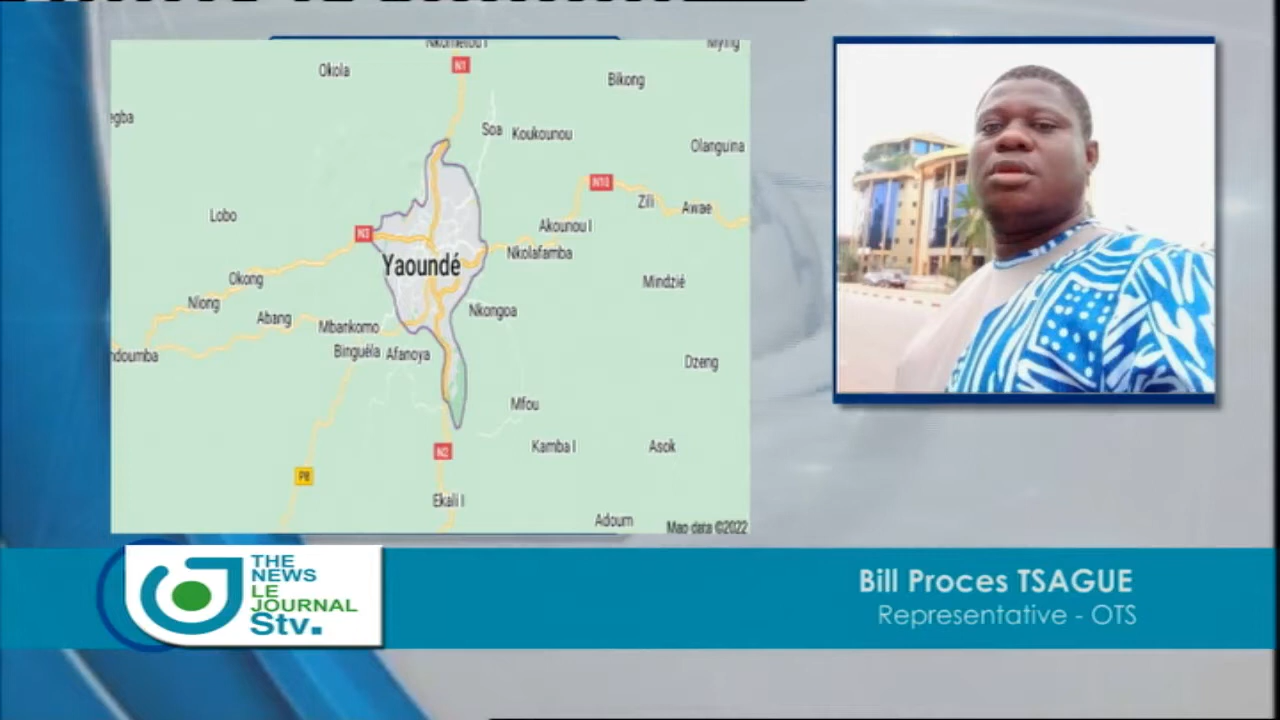 Okola
N1
Bikong
Soa
Koukounou
Olanguina
N10
Zili
Awae
Lobo
N3
Akounou I
Nkolafamba
Yaoundé
Okong
Mindzié
Nlong
Abang
Mbankomo
Nkongoa
Binguéla
Afanoya
Dzeng
Mfou
Kamba I
Asok
N2
P8
Ekali I
Adoum
Map data ©2022
THE
NEWS
LE
JOURNAL
Stv.
Bill Proces TSAGUE
Representative - OTS